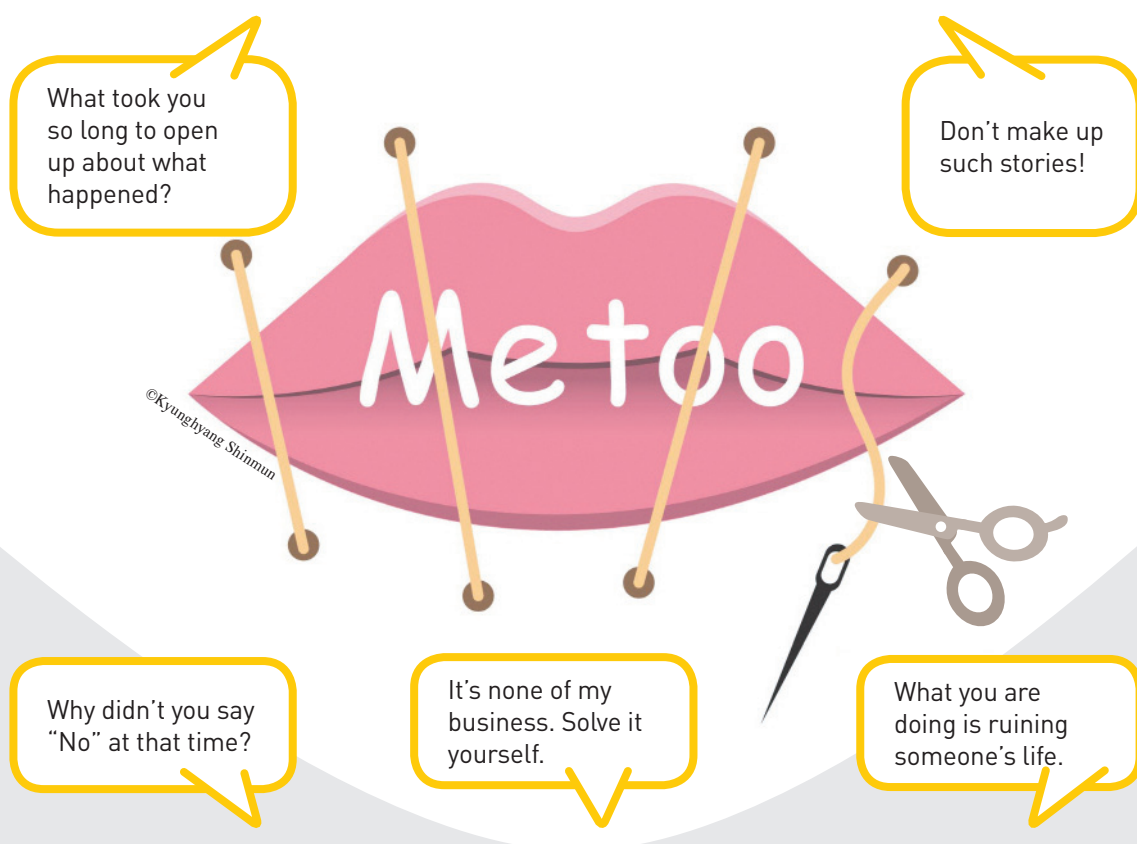 What took you
so long to open
up about what
happened?
Don't make up
such stories!
Me too
©Kyunghyang Shinmun
Why didn't you say
“No” at that time?
It's none of my
business. Solve it
yourself.
What you are
doing is ruining
someone's life.